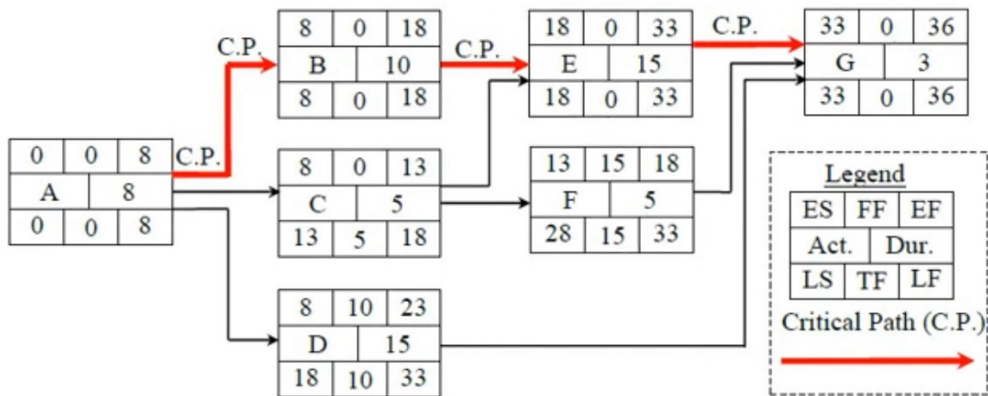 8 0 18
B 10
8 0 18
18 0 33
E 15
18 0 33
33 0 36
G 3
33 0 36
C.P.
C.P.
C.P.
C.P.
0 0 8
A 8
0 0 8
8 0 13
C 5
13 5 18
13 15 18
F 5
28 15 33
8 10 23
D 15
18 10 33
Legend
ES FF EF
Act. Dur.
LS TF LF
Critical Path (C.P.)